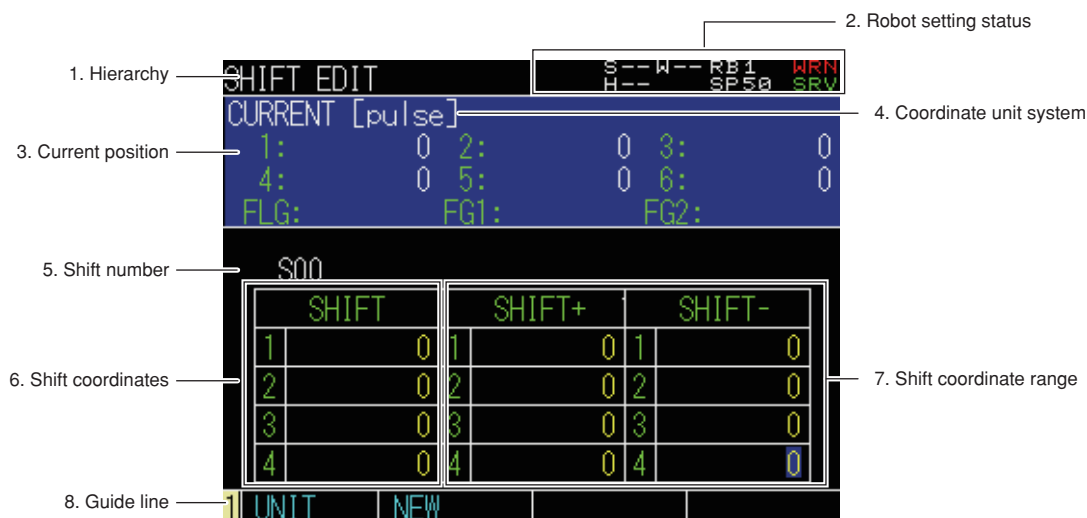 2. Robot setting status
1. Hierarchy
SHIFT EDIT
S-- W-- RB1 WRN
H-- SP50 SRV
CURRENT [pulse]
4. Coordinate unit system
3. Current position
1: 0 2: 0 3: 0
4: 0 5: 0 6: 0
FLG: FG1: FG2:
5. Shift number
S00
SHIFT SHIFT+ SHIFT-
1 0 1 0 1 0
2 0 2 0 2 0
6. Shift coordinates
7. Shift coordinate range
3 0 3 0 3 0
4 0 4 0 4 0
8. Guide line
1 UNIT NEW